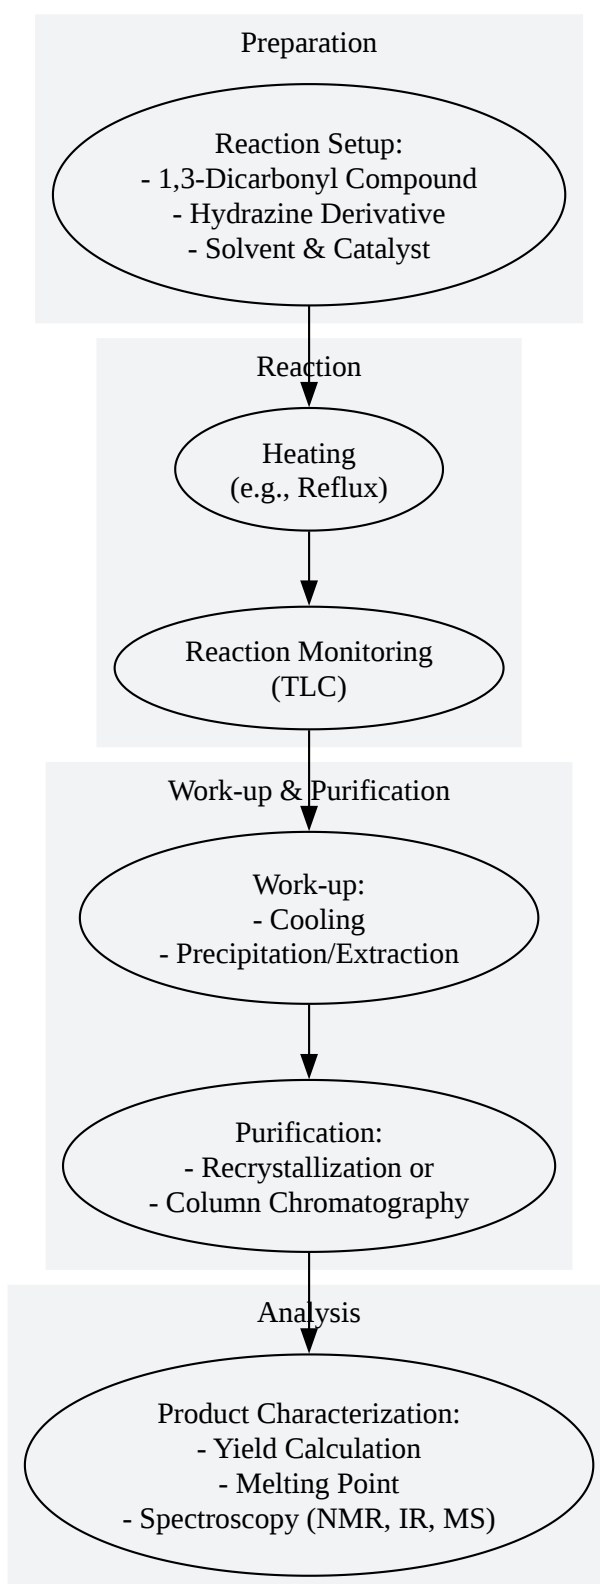 Preparation
Reaction Setup:
- 1,3-Dicarbonyl Compound
- Hydrazine Derivative
- Solvent & Catalyst
Reaction
Heating
(e.g., Reflux)
Reaction Monitoring
(TLC)
Work-up & Purification
Work-up:
- Cooling
- Precipitation/Extraction
Purification:
- Recrystallization or
- Column Chromatography
Analysis
Product Characterization:
- Yield Calculation
- Melting Point
- Spectroscopy (NMR, IR, MS)